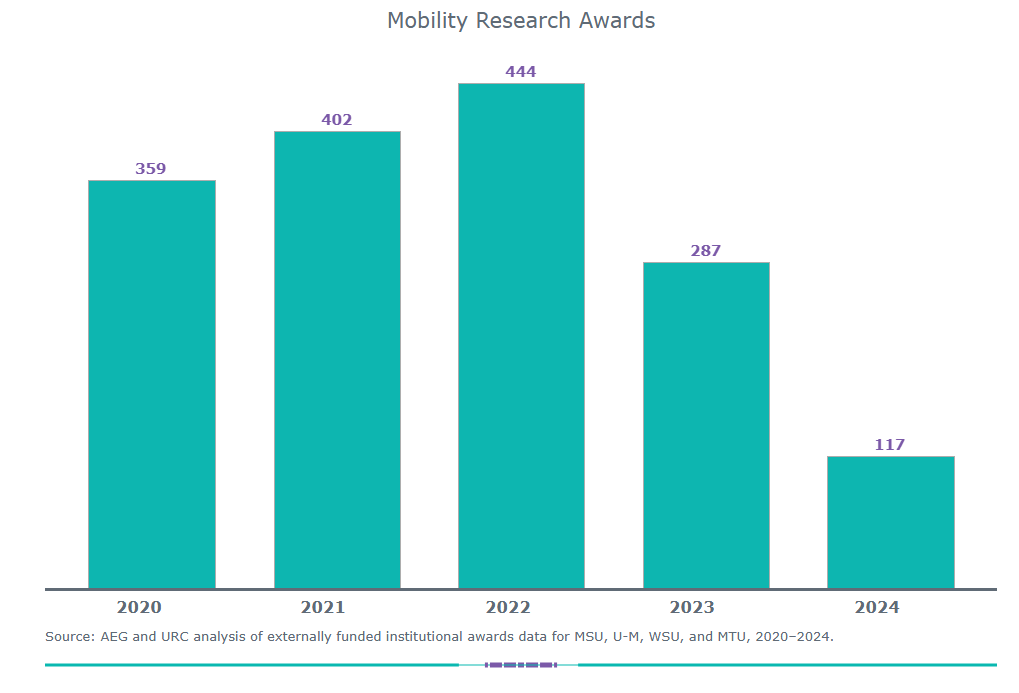 Mobility Research Awards
444
402
359
287
117
2020 2021 2022 2023 2024
Source: AEG and URC analysis of externally funded institutional awards data for MSU, U-M, WSU, and MTU, 2020–2024.